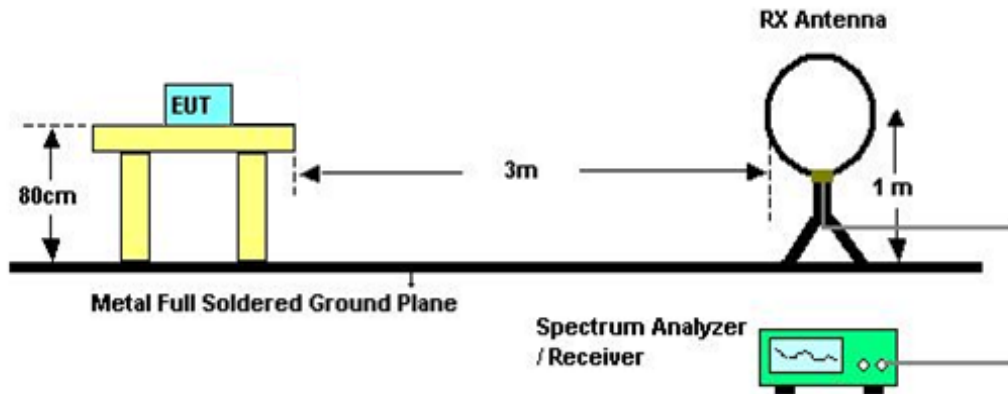 RX Antenna
EUT
80cm
3m
1 m
Metal Full Soldered Ground Plane
Spectrum Analyzer
/ Receiver